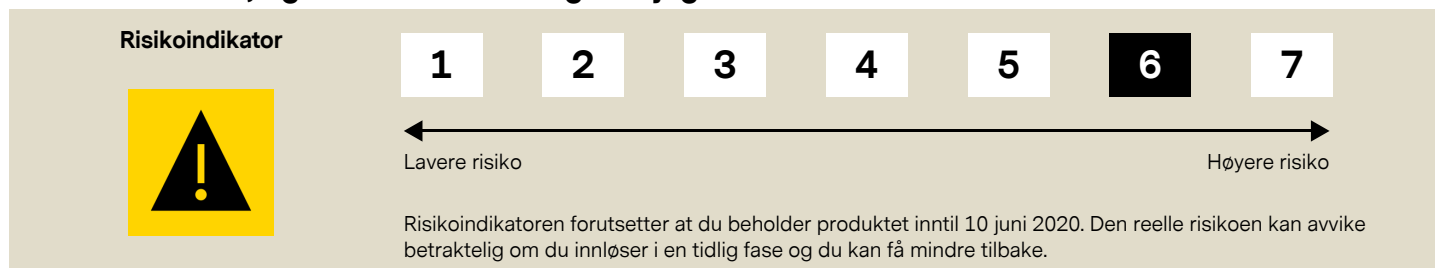 Risikoindikator
1 2 3 4 5 6 7
Lavere risiko Høyere risiko
Risikoindikatoren forutsetter at du beholder produktet inntil 10 juni 2020. Den reelle risikoen kan avvike
betraktelig om du innløser i en tidlig fase og du kan få mindre tilbake.